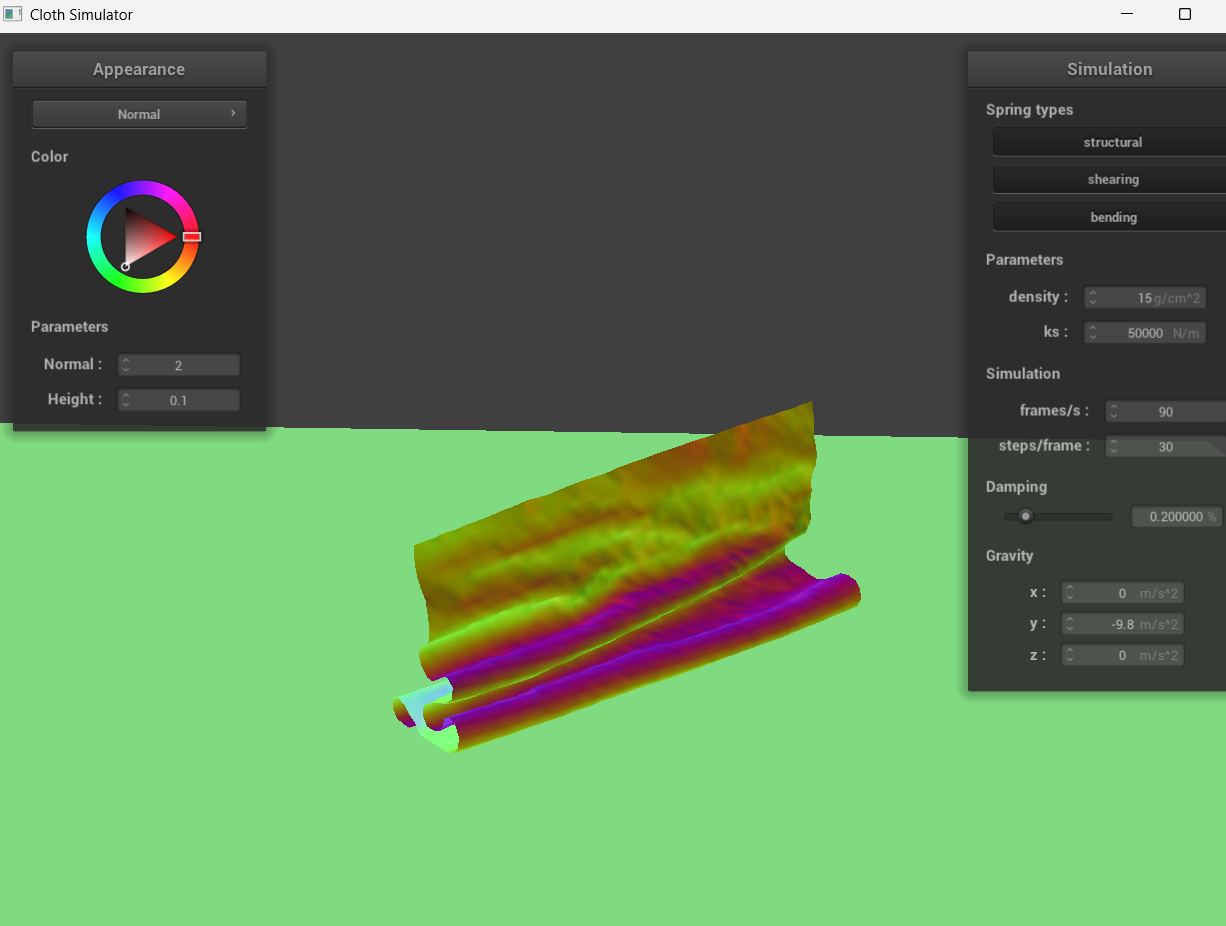 Cloth Simulator
Appearance
Normal
Color
Parameters
Normal : 2
Height : 0.1
Simulation
Spring types
structural
shearing
bending
Parameters
density : 15 g/cm^2
ks : 50000 N/m
Simulation
frames/s : 90
steps/frame : 30
Damping
0.200000 %
Gravity
x : 0 m/s^2
y : -9.8 m/s^2
z : 0 m/s^2